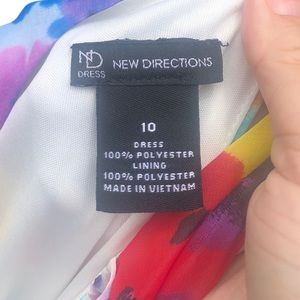 ND
DRESS NEW DIRECTIONS
10
DRESS
100% POLYESTER
LINING
100% POLYESTER
MADE IN VIETNAM